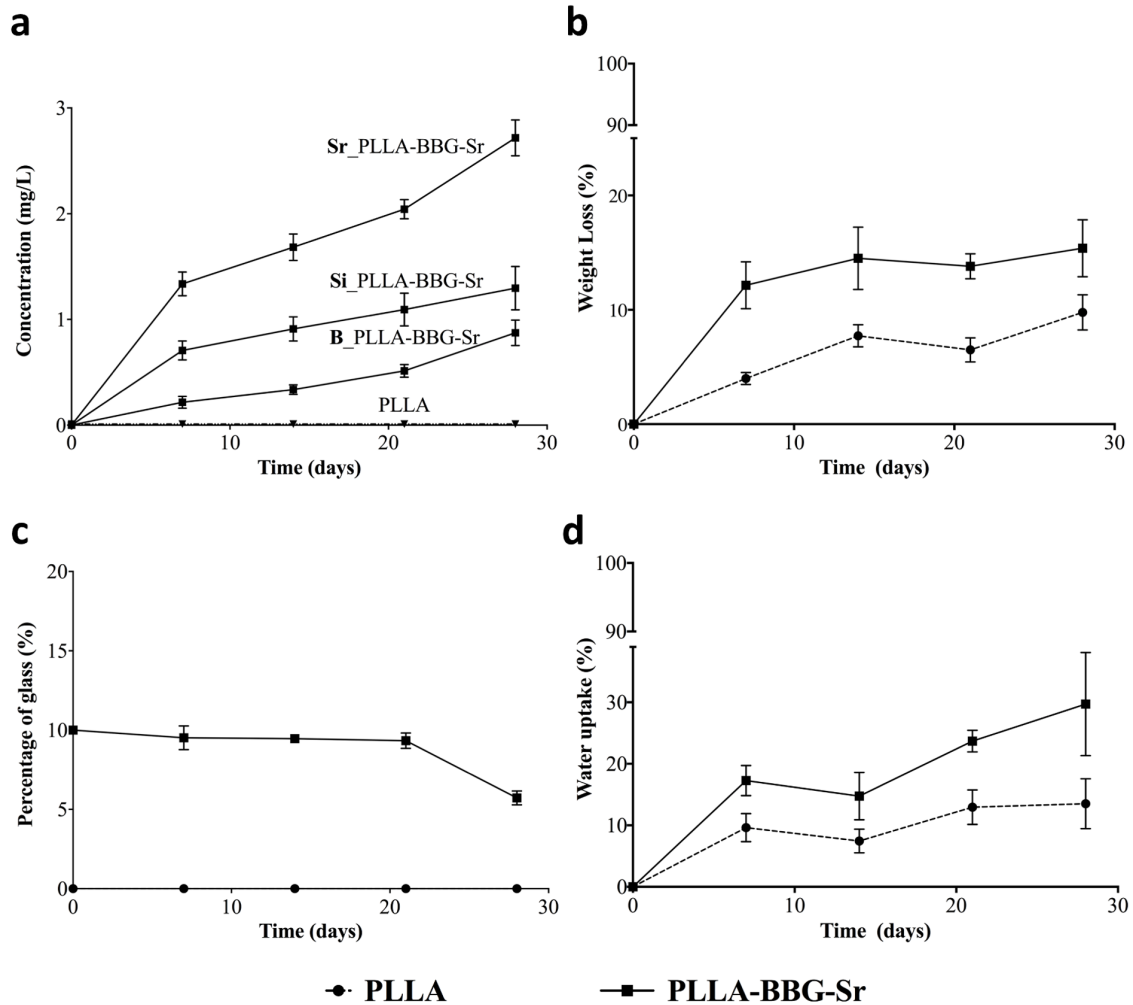 a
Concentration (mg/L)
3
2
1
0
Sr_PLLA-BBG-Sr
Si_PLLA-BBG-Sr
B_PLLA-BBG-Sr
PLLA
0 10 20 30
Time (days)
b
Weight Loss (%)
100
90
20
10
0
0 10 20 30
Time (days)
c
Percentage of glass (%)
20
15
10
5
0
0 10 20 30
Time (days)
d
Water uptake (%)
100
90
30
20
10
0
0 10 20 30
Time (days)
PLLA PLLA-BBG-Sr